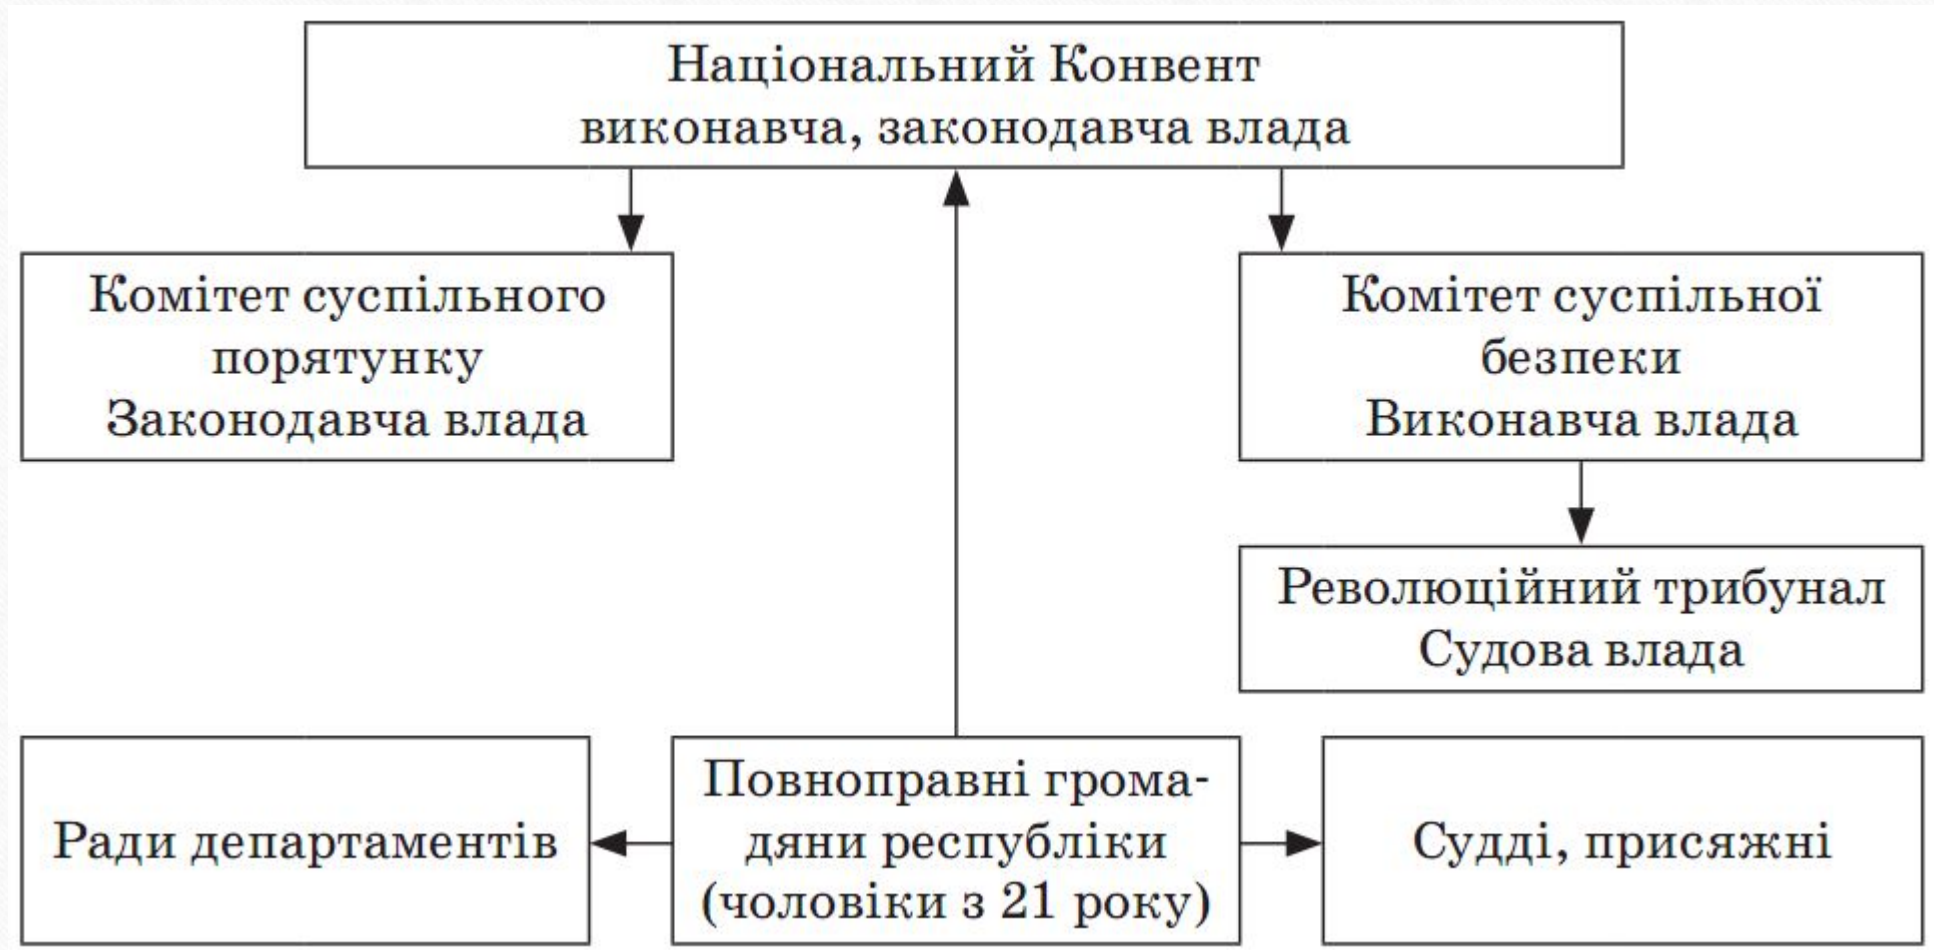 Національний Конвент
виконавча, законодавча влада
Комітет суспільного
порятунку
Законодавча влада
Комітет суспільної
безпеки
Виконавча влада
Революційний трибунал
Судова влада
Ради департаментів
Повноправні грома-
дяни республіки
(чоловіки з 21 року)
Судді, присяжні